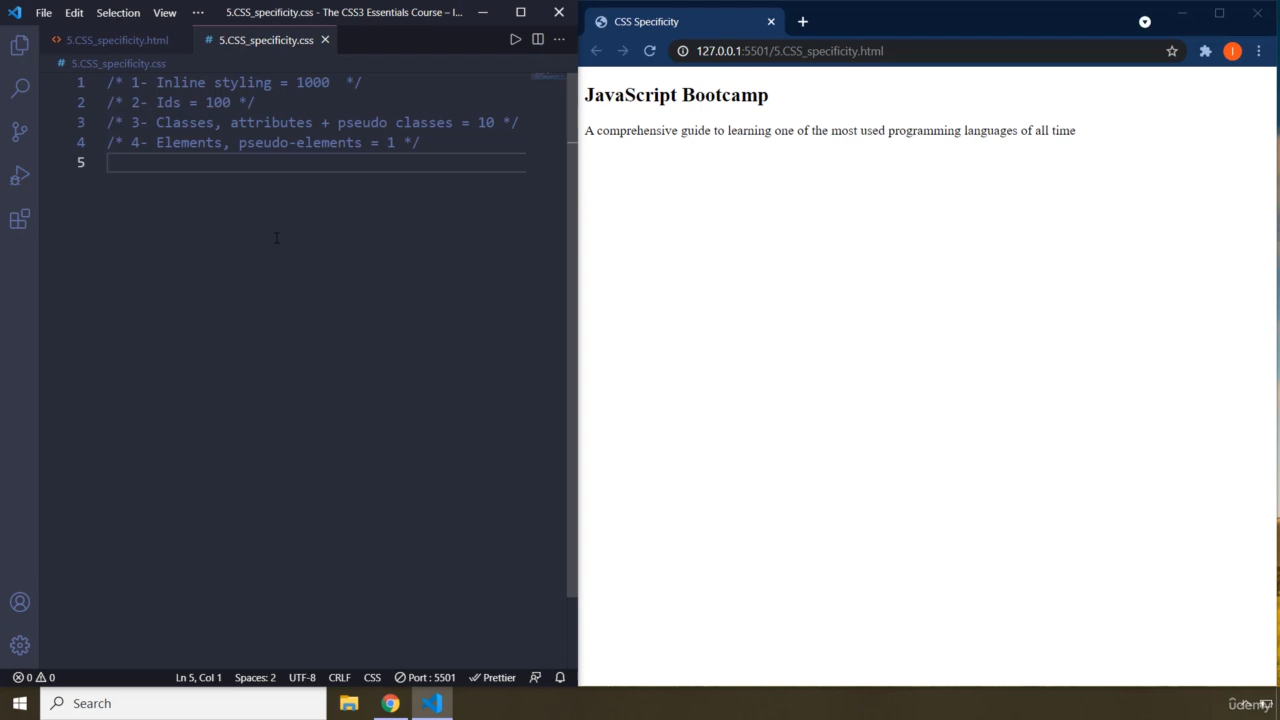 File Edit Selection View ··· 5.CSS_specificity.css - The CSS3 Essentials Course – I...
5.CSS_specificity.html # 5.CSS_specificity.css
# 5.CSS_specificity.css
1 /* 1- Inline styling = 1000  */
2 /* 2- Ids = 100 */
3 /* 3- Classes, attributes + pseudo classes = 10 */
4 /* 4- Elements, pseudo-elements = 1 */
5
0 0 Ln 5, Col 1 Spaces: 2 UTF-8 CRLF CSS Port : 5501 Prettier
CSS Specificity
127.0.0.1:5501/5.CSS_specificity.html
I
JavaScript Bootcamp
A comprehensive guide to learning one of the most used programming languages of all time
Search
udemy